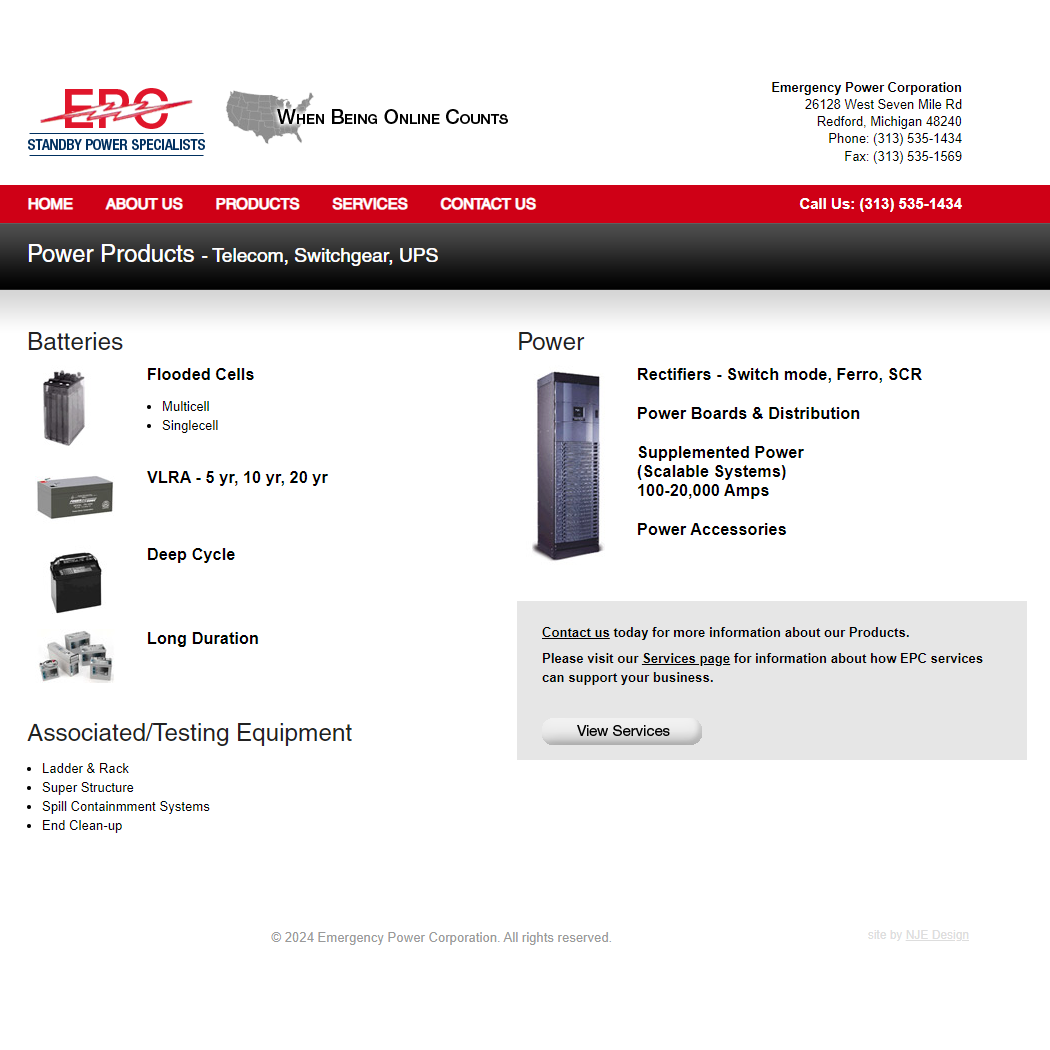 EPC
STANDBY POWER SPECIALISTS
When Being Online Counts
Emergency Power Corporation
26128 West Seven Mile Rd
Redford, Michigan 48240
Phone: (313) 535-1434
Fax: (313) 535-1569
HOME ABOUT US PRODUCTS SERVICES CONTACT US Call Us: (313) 535-1434
Power Products - Telecom, Switchgear, UPS
Batteries
Flooded Cells
• Multicell
• Singlecell
VLRA - 5 yr, 10 yr, 20 yr
Deep Cycle
Long Duration
Associated/Testing Equipment
• Ladder & Rack
• Super Structure
• Spill Containmment Systems
• End Clean-up
Power
Rectifiers - Switch mode, Ferro, SCR
Power Boards & Distribution
Supplemented Power
(Scalable Systems)
100-20,000 Amps
Power Accessories
Contact us today for more information about our Products.
Please visit our Services page for information about how EPC services
can support your business.
View Services
© 2024 Emergency Power Corporation. All rights reserved.
site by NJE Design